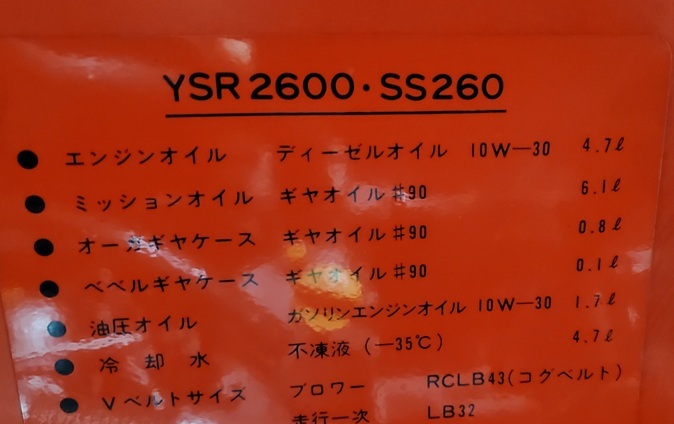 YSR2600・SS260
● エンジンオイル ディーゼルオイル 10W—30 4.7ℓ
● ミッションオイル ギヤオイル♯90 6.1ℓ
● オーガギヤケース ギヤオイル♯90 0.8ℓ
● ベベルギヤケース ギヤオイル♯90 0.1ℓ
● 油圧オイル ガソリンエンジンオイル 10W—30 1.7ℓ
● 冷却水 不凍液(—35℃) 4.7ℓ
● Vベルトサイズ ブロワー RCLB43(コグベルト)
走行一次 LB32